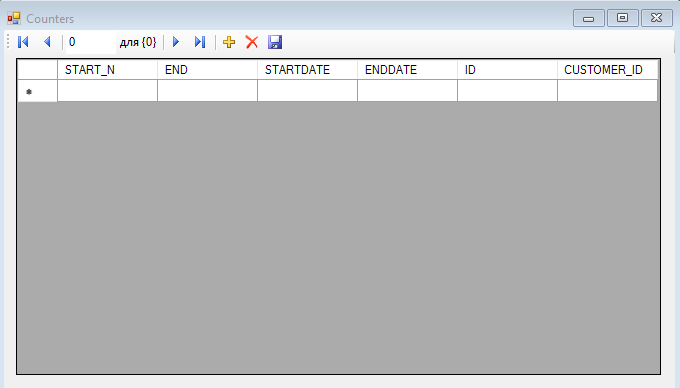 Counters
0 для {0}
START_N END STARTDATE ENDDATE ID CUSTOMER_ID